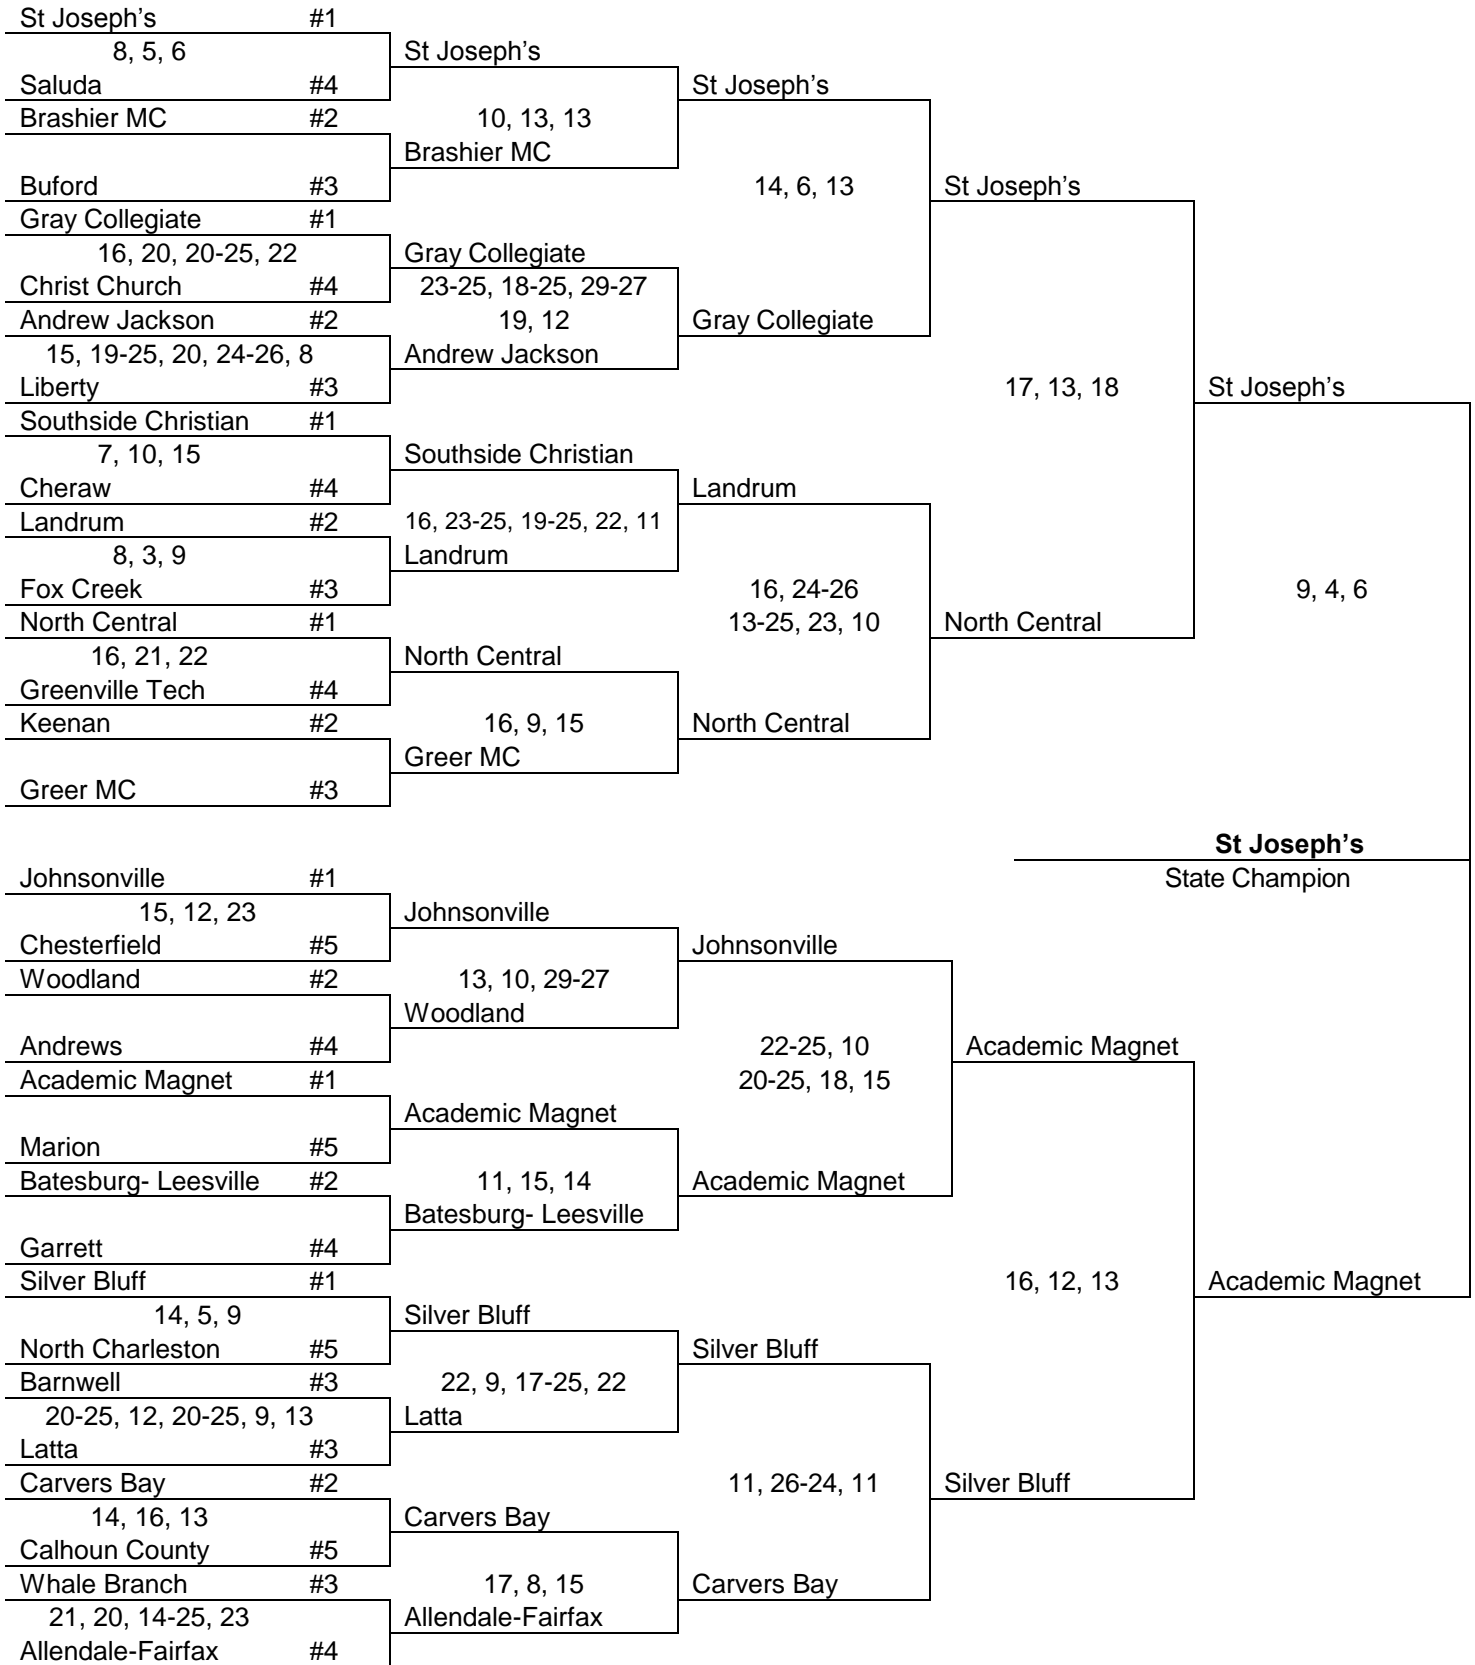 St Joseph’s #1
8, 5, 6 St Joseph’s
Saluda #4 St Joseph’s
Brashier MC #2 10, 13, 13
Brashier MC
Buford #3 14, 6, 13 St Joseph’s
Gray Collegiate #1
16, 20, 20-25, 22 Gray Collegiate
Christ Church #4 23-25, 18-25, 29-27
Andrew Jackson #2 19, 12 Gray Collegiate
15, 19-25, 20, 24-26, 8 Andrew Jackson
Liberty #3 17, 13, 18 St Joseph’s
Southside Christian #1
7, 10, 15 Southside Christian
Cheraw #4 Landrum
Landrum #2 16, 23-25, 19-25, 22, 11
8, 3, 9 Landrum
Fox Creek #3 16, 24-26 9, 4, 6
North Central #1 13-25, 23, 10 North Central
16, 21, 22 North Central
Greenville Tech #4
Keenan #2 16, 9, 15 North Central
Greer MC
Greer MC #3
St Joseph’s
Johnsonville #1 State Champion
15, 12, 23 Johnsonville
Chesterfield #5 Johnsonville
Woodland #2 13, 10, 29-27
Woodland
Andrews #4 22-25, 10 Academic Magnet
Academic Magnet #1 20-25, 18, 15
Academic Magnet
Marion #5
Batesburg- Leesville #2 11, 15, 14 Academic Magnet
Batesburg- Leesville
Garrett #4
Silver Bluff #1 16, 12, 13 Academic Magnet
14, 5, 9 Silver Bluff
North Charleston #5 Silver Bluff
Barnwell #3 22, 9, 17-25, 22
20-25, 12, 20-25, 9, 13 Latta
Latta #3
Carvers Bay #2 11, 26-24, 11 Silver Bluff
14, 16, 13 Carvers Bay
Calhoun County #5
Whale Branch #3 17, 8, 15 Carvers Bay
21, 20, 14-25, 23 Allendale-Fairfax
Allendale-Fairfax #4